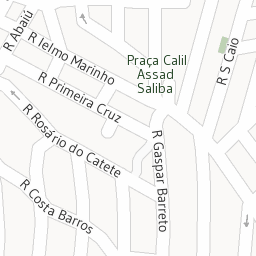 R Abaiú
R Ielmo Marinho
Praça Calil
Assad
Saliba
R S Caio
R Primeira Cruz
R Rosário do Catete
R Gaspar Barreto
R Costa Barros